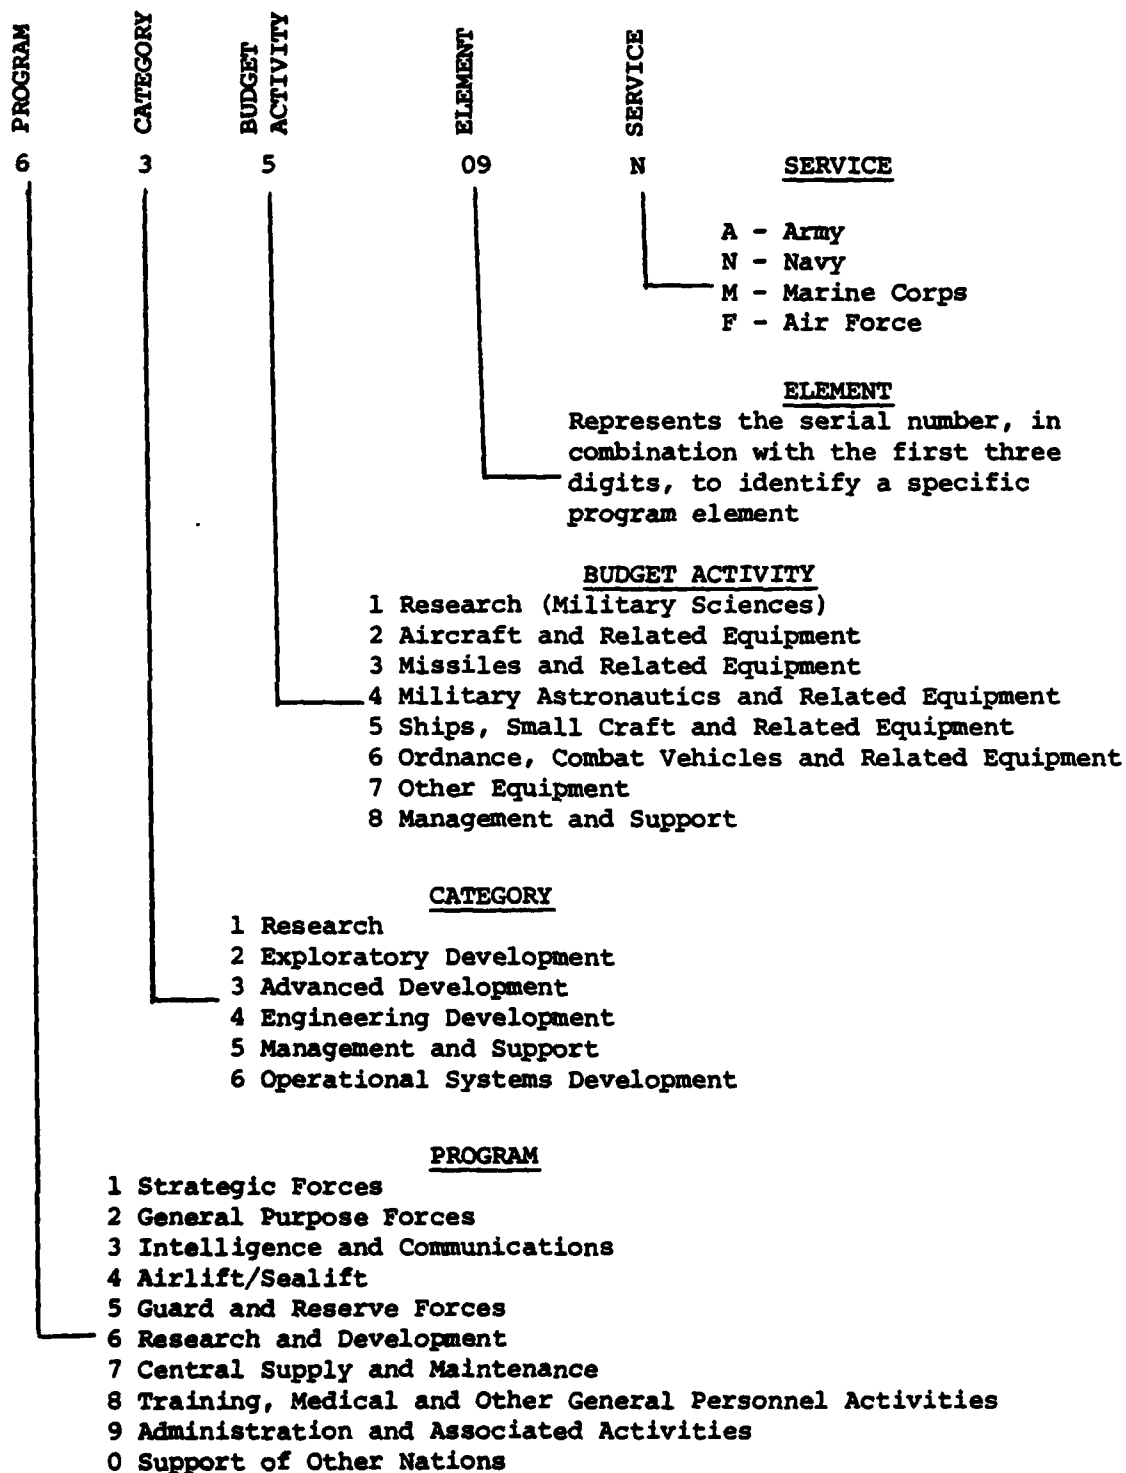 PROGRAM
CATEGORY
BUDGET
ACTIVITY
ELEMENT
SERVICE
6 3 5 09 N SERVICE
A - Army
N - Navy
M - Marine Corps
F - Air Force
ELEMENT
Represents the serial number, in
combination with the first three
digits, to identify a specific
program element
BUDGET ACTIVITY
1 Research (Military Sciences)
2 Aircraft and Related Equipment
3 Missiles and Related Equipment
4 Military Astronautics and Related Equipment
5 Ships, Small Craft and Related Equipment
6 Ordnance, Combat Vehicles and Related Equipment
7 Other Equipment
8 Management and Support
CATEGORY
1 Research
2 Exploratory Development
3 Advanced Development
4 Engineering Development
5 Management and Support
6 Operational Systems Development
PROGRAM
1 Strategic Forces
2 General Purpose Forces
3 Intelligence and Communications
4 Airlift/Sealift
5 Guard and Reserve Forces
6 Research and Development
7 Central Supply and Maintenance
8 Training, Medical and Other General Personnel Activities
9 Administration and Associated Activities
0 Support of Other Nations